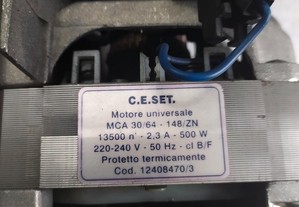 C.E.SET.
Motore universale
MCA 30/64 - 148/ZN
13500 n' - 2,3 A - 500 W
220-240 V - 50 Hz - cl B/F
Protetto termicamente
Cod. 12408470/3